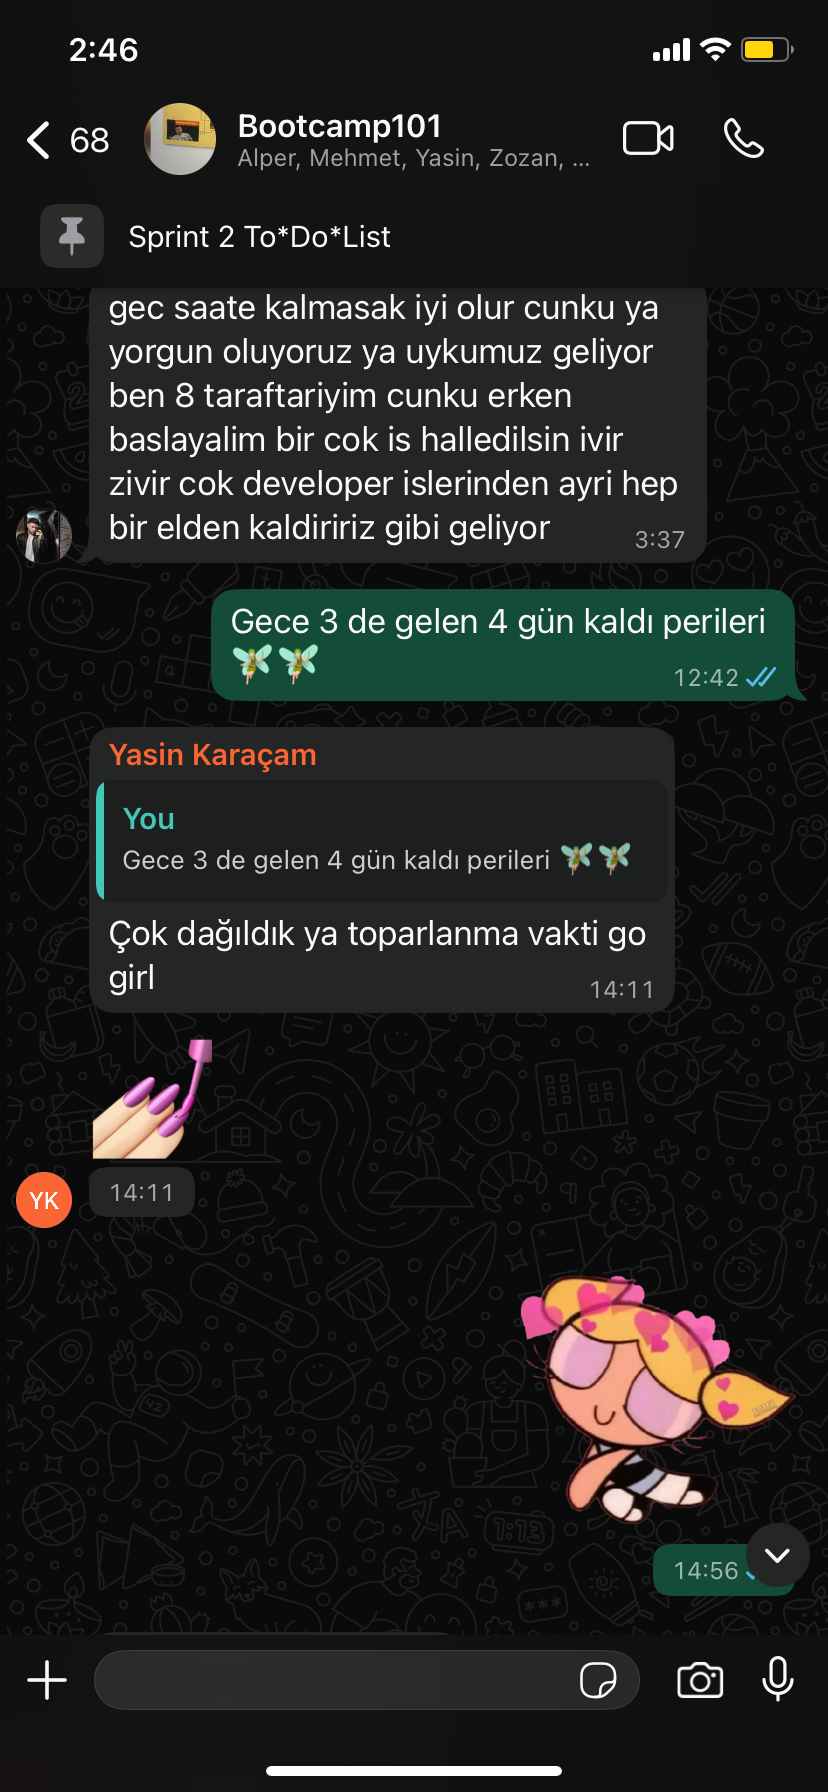 2:46
68
Bootcamp101
Alper, Mehmet, Yasin, Zozan, ...
Sprint 2 To*Do*List
gec saate kalmasak iyi olur cunku ya
yorgun oluyoruz ya uykumuz geliyor
ben 8 taraftariyim cunku erken
baslayalim bir cok is halledilsin ivir
zivir cok developer islerinden ayri hep
bir elden kaldiririz gibi geliyor
3:37
Gece 3 de gelen 4 gün kaldı perileri
🧚🧚
12:42
Yasin Karaçam
You
Gece 3 de gelen 4 gün kaldı perileri 🧚🧚
Çok dağıldık ya toparlanma vakti go
girl
14:11
💅
YK
14:11
14:56